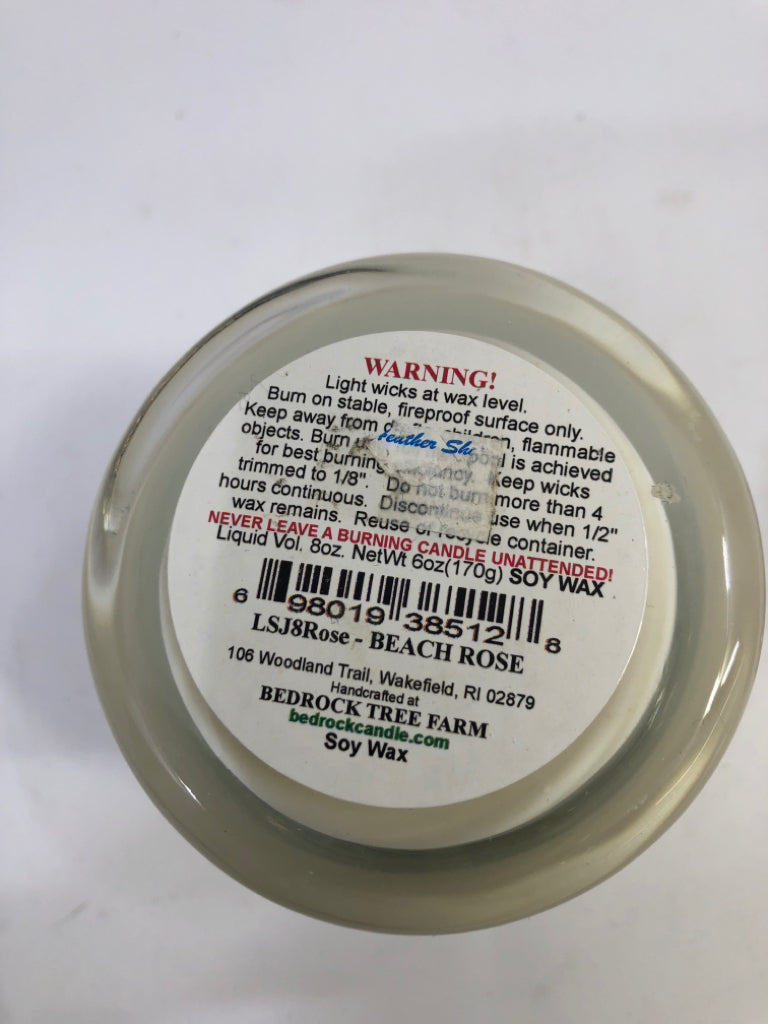 WARNING!
Light wicks at wax level.
Burn on stable, fireproof surface only.
Keep away from children, flammable
objects. Burn is achieved
for best burning Keep wicks
trimmed to 1/8". Do not burn more than 4
hours continuous. Discontinue use when 1/2"
wax remains. Reuse or recycle container.
NEVER LEAVE A BURNING CANDLE UNATTENDED!
Liquid Vol. 8oz. NetWt 6oz(170g) SOY WAX
6 98019 38512 8
LSJ8Rose - BEACH ROSE
106 Woodland Trail, Wakefield, RI 02879
Handcrafted at
BEDROCK TREE FARM
bedrockcandle.com
Soy Wax
Feather